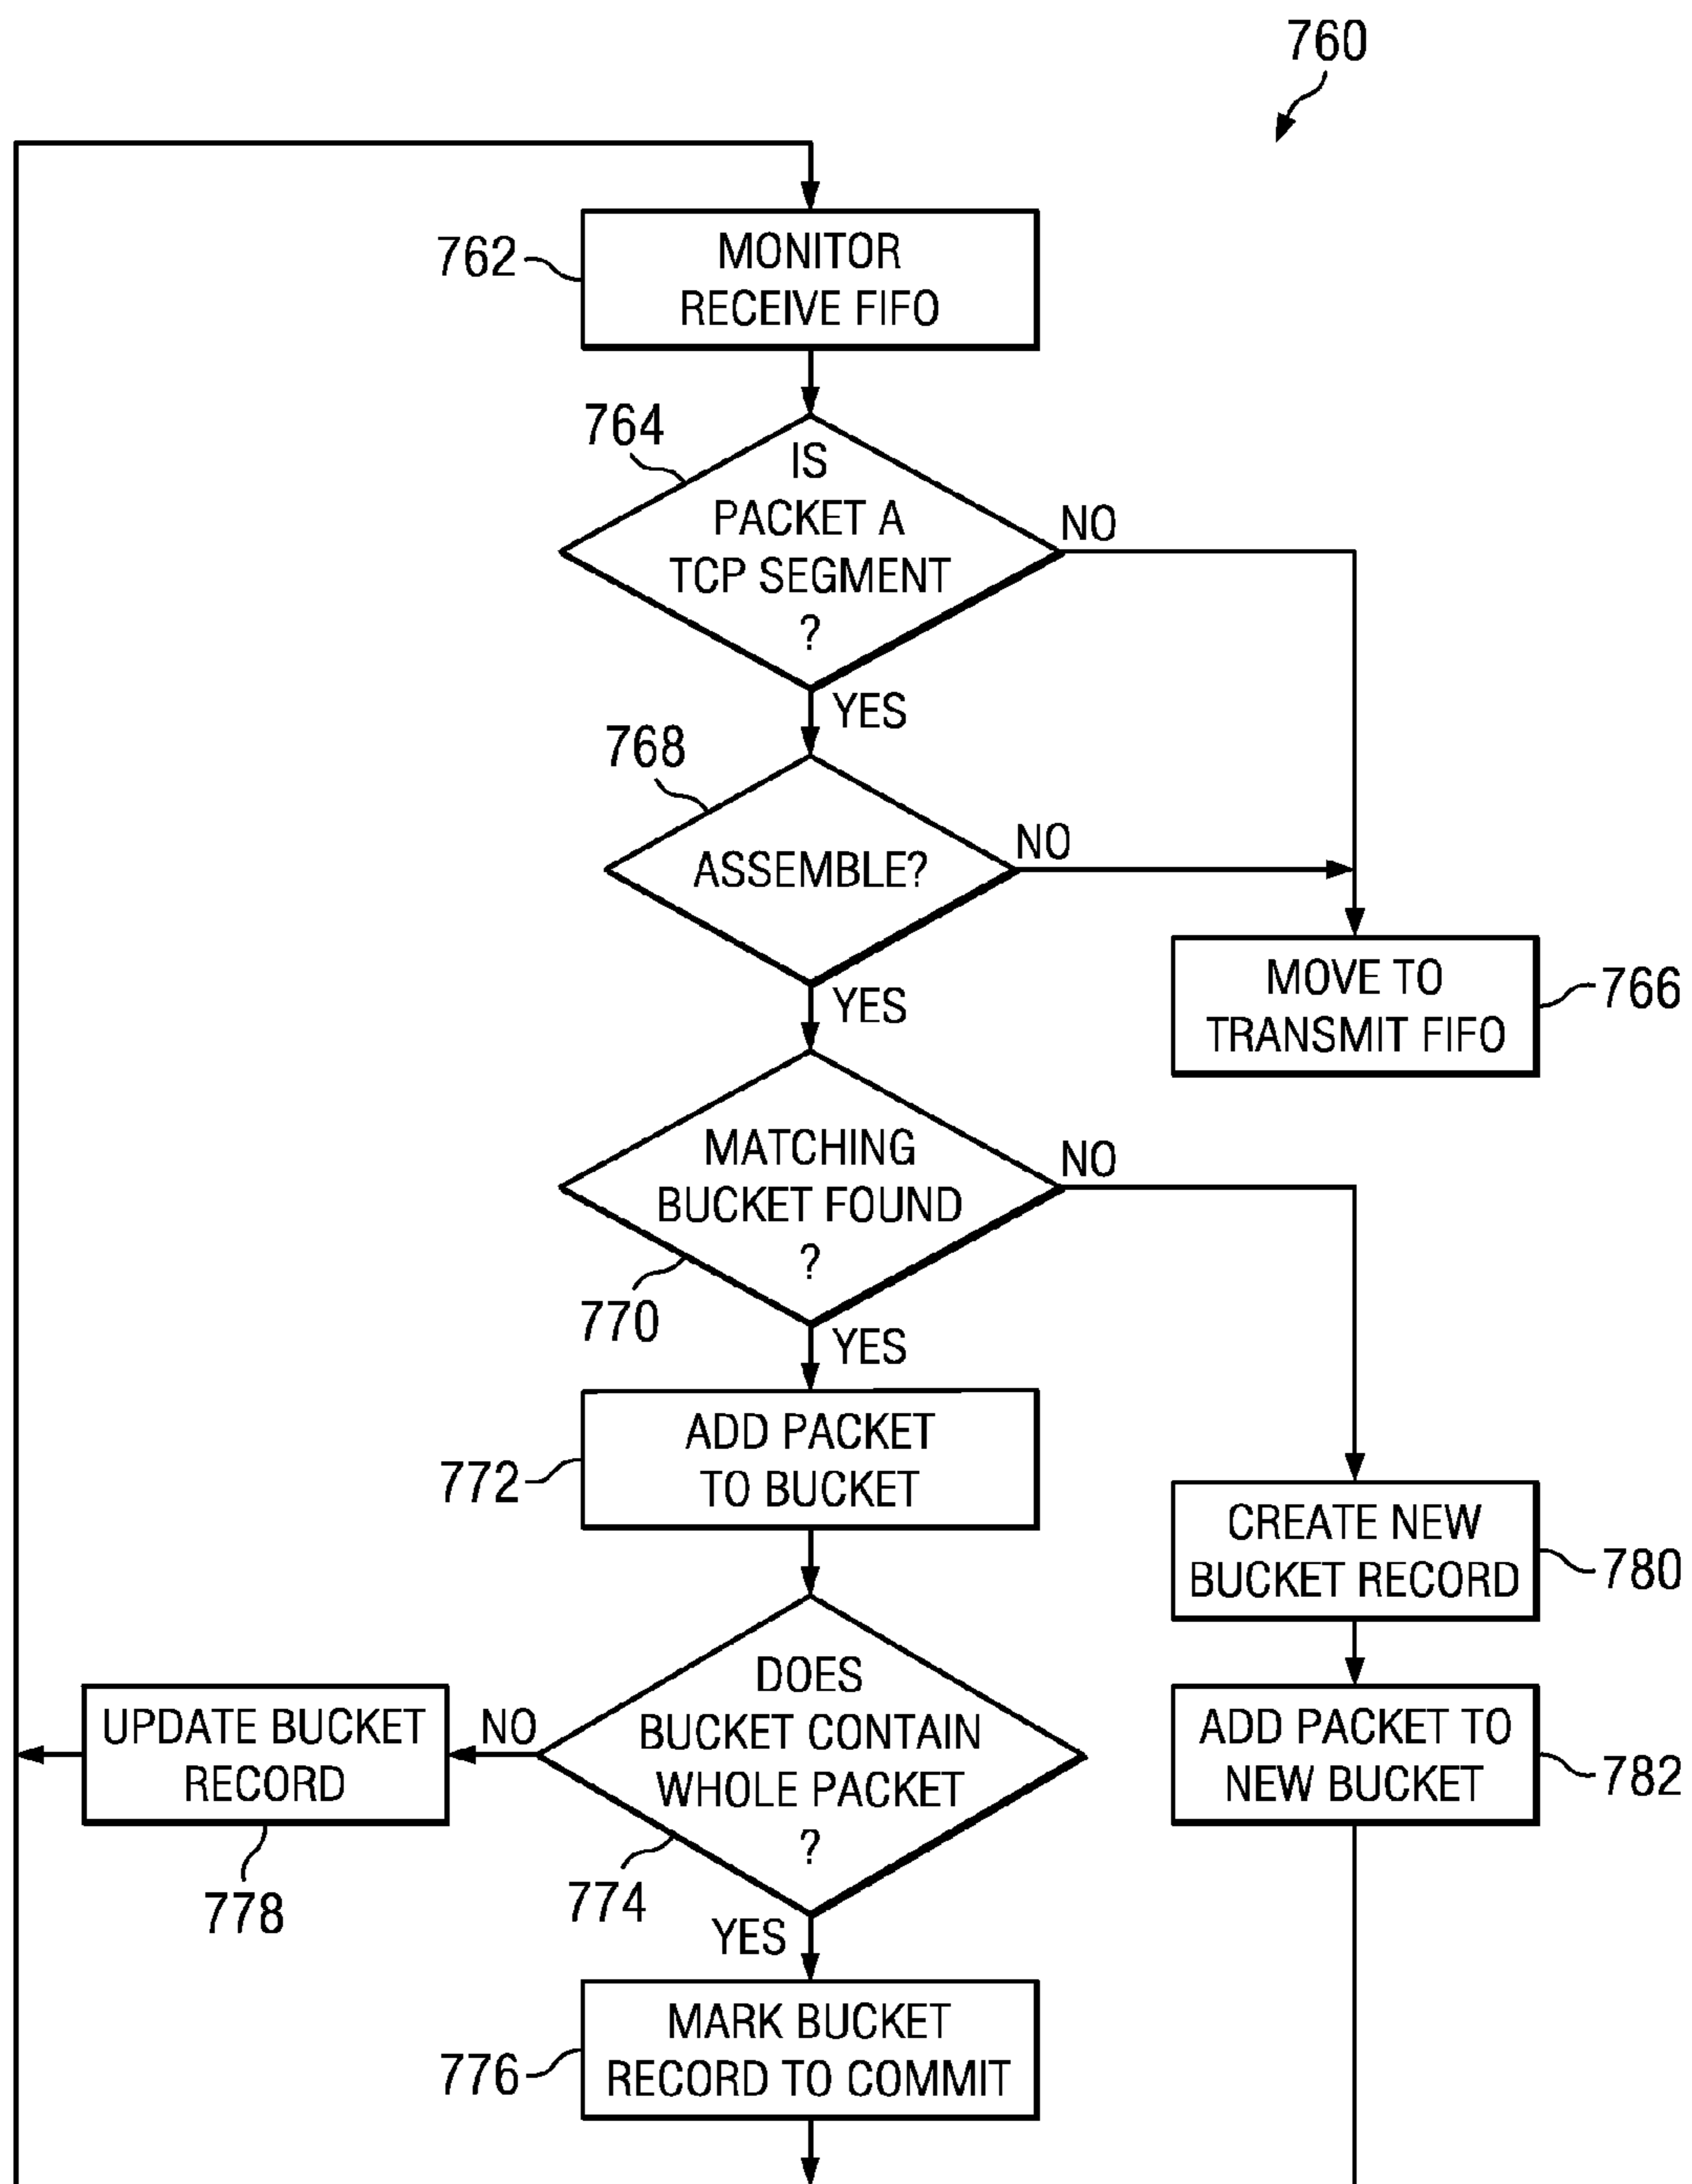 760
762
MONITOR
RECEIVE FIFO
764
IS
PACKET A
TCP SEGMENT
?
NO
YES
768
ASSEMBLE?
NO
YES
MOVE TO
TRANSMIT FIFO
766
MATCHING
BUCKET FOUND
?
NO
770
YES
772
ADD PACKET
TO BUCKET
CREATE NEW
BUCKET RECORD
780
DOES
BUCKET CONTAIN
WHOLE PACKET
?
NO
UPDATE BUCKET
RECORD
778
774
YES
ADD PACKET TO
NEW BUCKET
782
776
MARK BUCKET
RECORD TO COMMIT